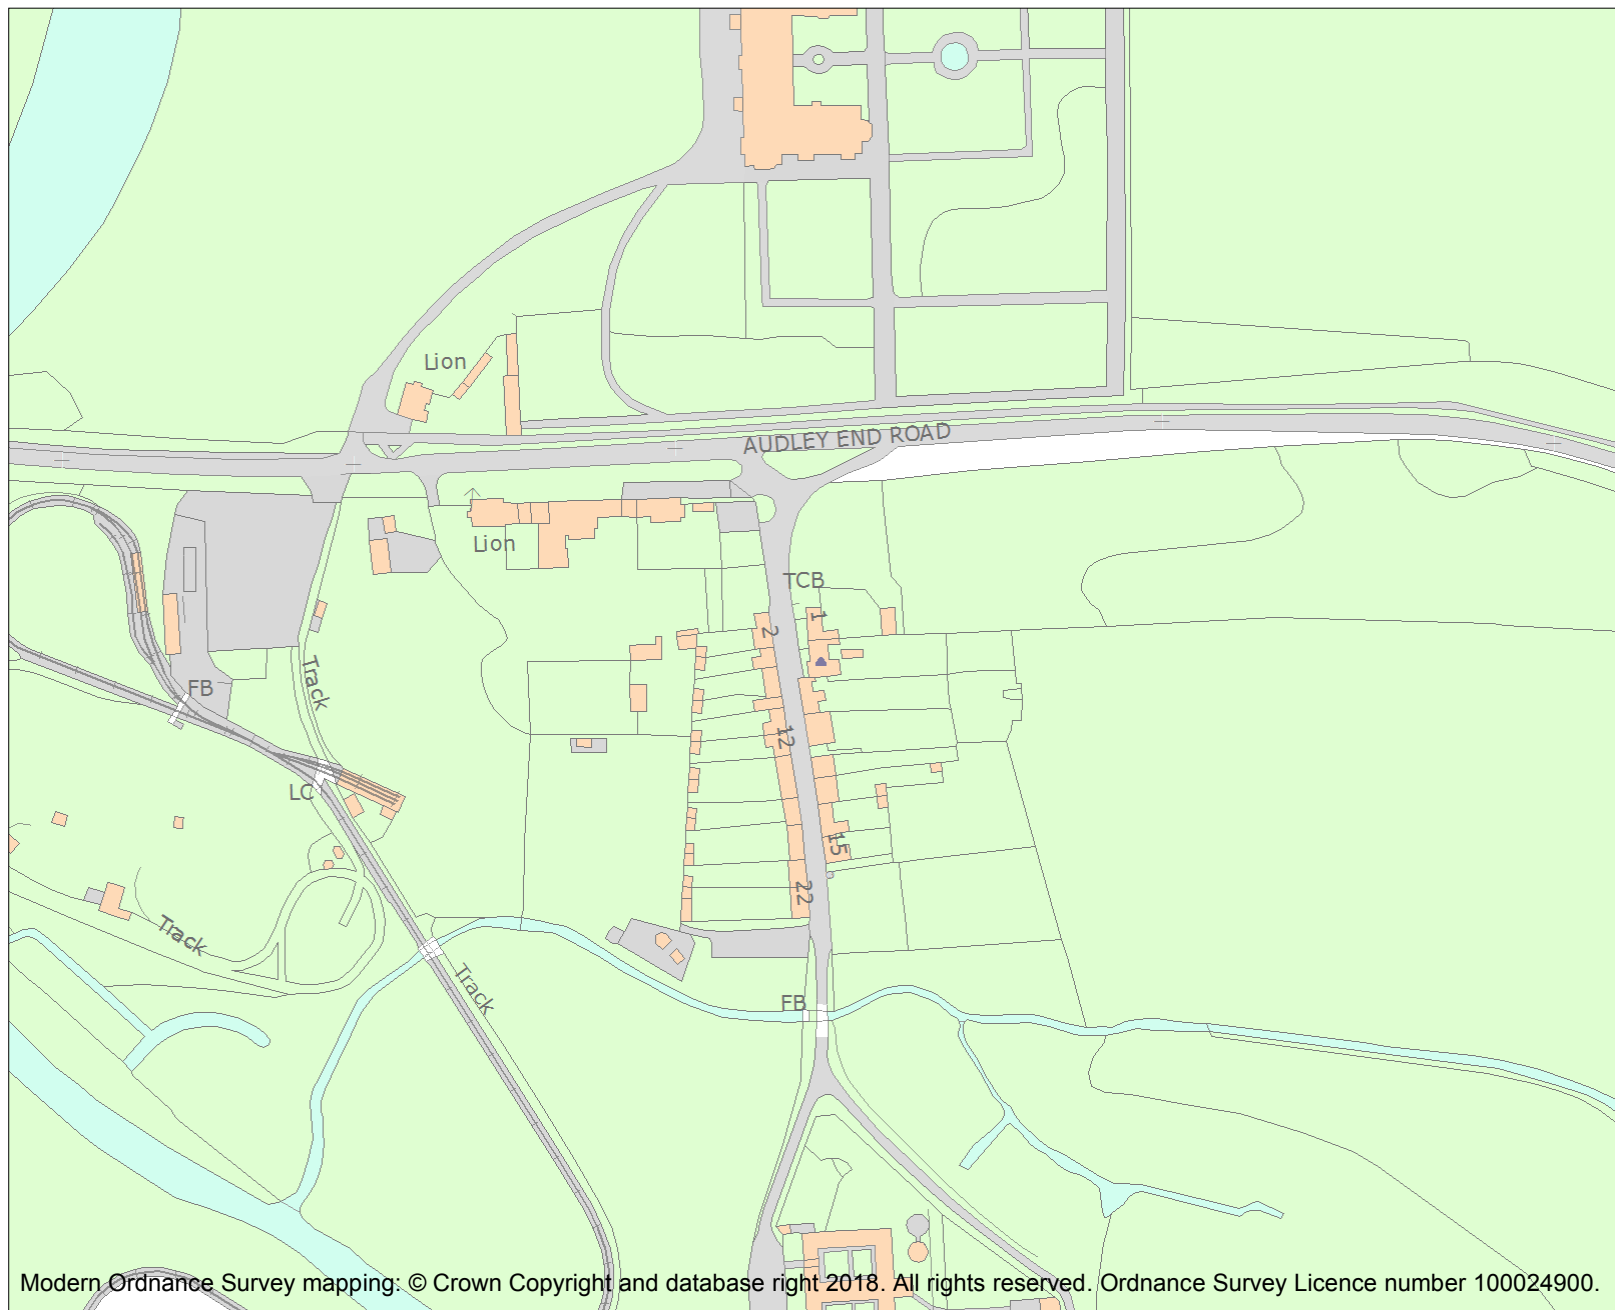 Lion
AUDLEY END ROAD
Lion
TCB
1
2
Track
FB
12
LC
15
22
Track
Track
FB
Modern Ordnance Survey mapping: © Crown Copyright and database right 2018. All rights reserved. Ordnance Survey Licence number 100024900.